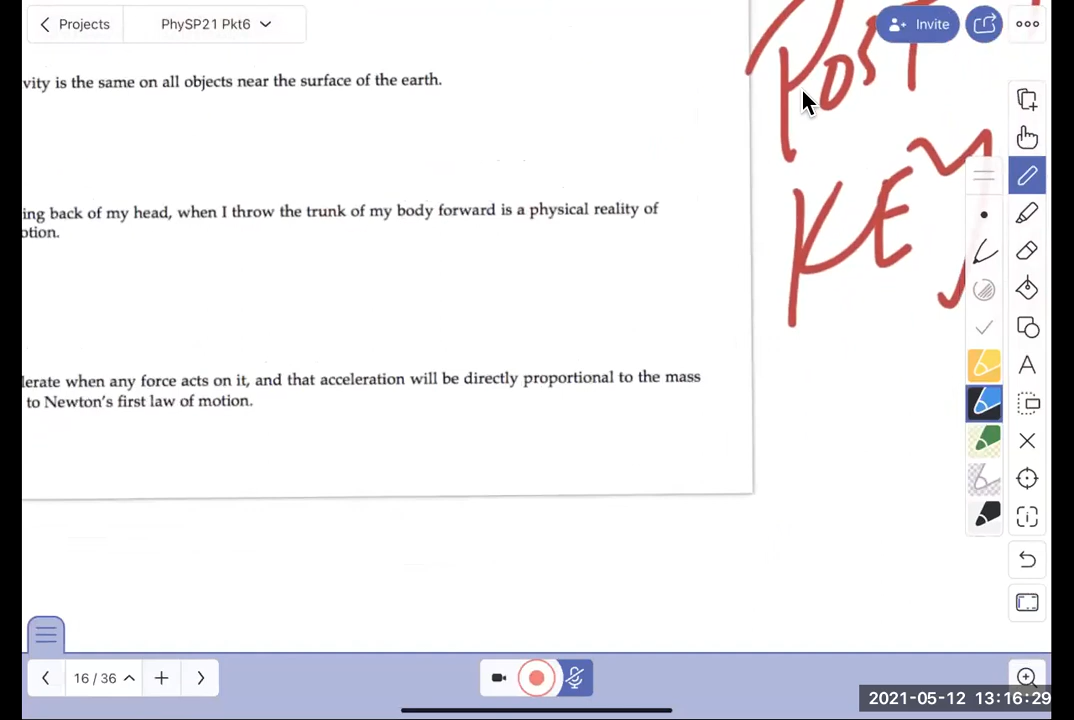 Projects
PhySP21 Pkt6
Invite
POST
KEY
vity is the same on all objects near the surface of the earth.
ing back of my head, when I throw the trunk of my body forward is a physical reality of
otion.
lerate when any force acts on it, and that acceleration will be directly proportional to the mass
to Newton's first law of motion.
A
16 / 36
2021-05-12 13:16:29